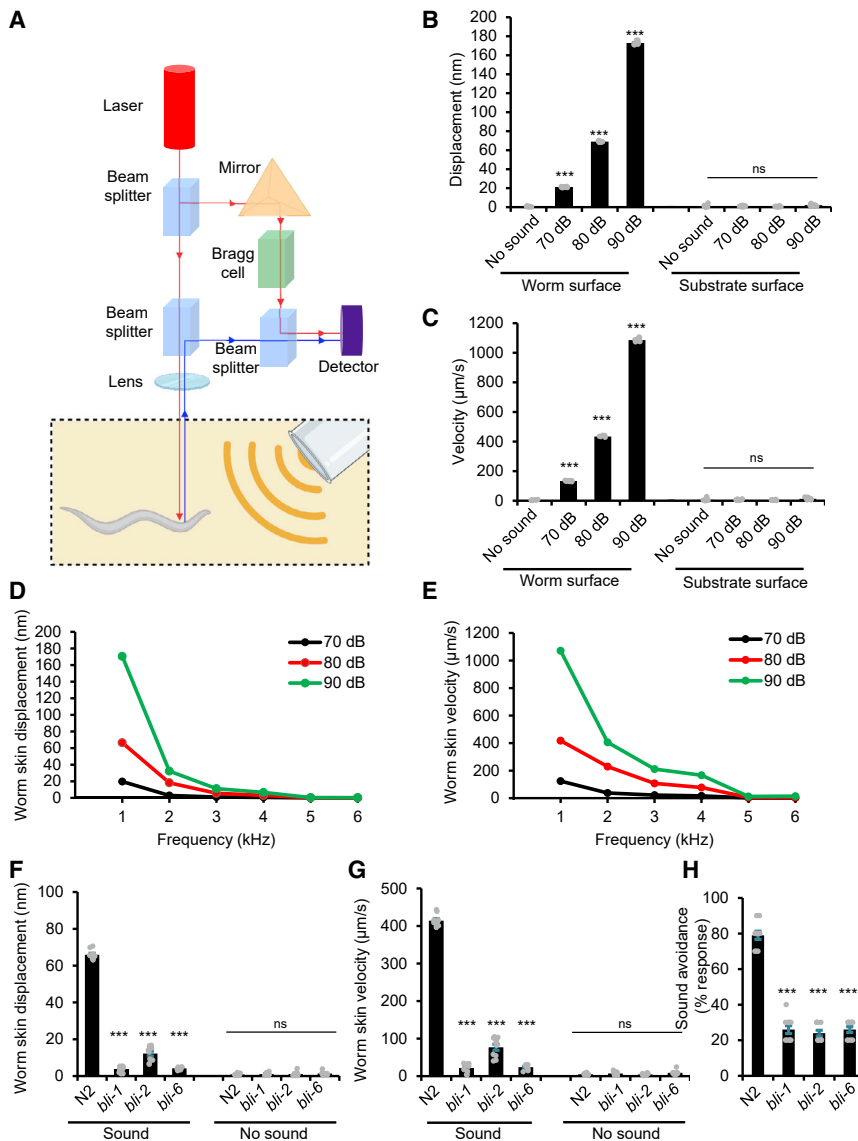 A
Laser
Beam
splitter
Mirror
Bragg
cell
Beam
splitter
Beam
splitter
Detector
Lens
B
Displacement (nm)
200
180
160
140
120
100
80
60
40
20
0
***
***
***
ns
No sound
70 dB
80 dB
90 dB
No sound
70 dB
80 dB
90 dB
Worm surface
Substrate surface
C
Velocity (µm/s)
1200
1000
800
600
400
200
0
***
***
***
ns
No sound
70 dB
80 dB
90 dB
No sound
70 dB
80 dB
90 dB
Worm surface
Substrate surface
D
Worm skin displacement (nm)
200
180
160
140
120
100
80
60
40
20
0
70 dB
80 dB
90 dB
1 2 3 4 5 6
Frequency (kHz)
E
Worm skin velocity (µm/s)
1200
1000
800
600
400
200
0
70 dB
80 dB
90 dB
1 2 3 4 5 6
Frequency (kHz)
F
Worm skin displacement (nm)
100
80
60
40
20
0
*** *** ***
ns
N2
bli-1
bli-2
bli-6
N2
bli-1
bli-2
bli-6
Sound
No sound
G
Worm skin velocity (µm/s)
500
400
300
200
100
0
*** *** ***
ns
N2
bli-1
bli-2
bli-6
N2
bli-1
bli-2
bli-6
Sound
No sound
H
Sound avoidance
(% response)
100
80
60
40
20
0
*** *** ***
N2
bli-1
bli-2
bli-6